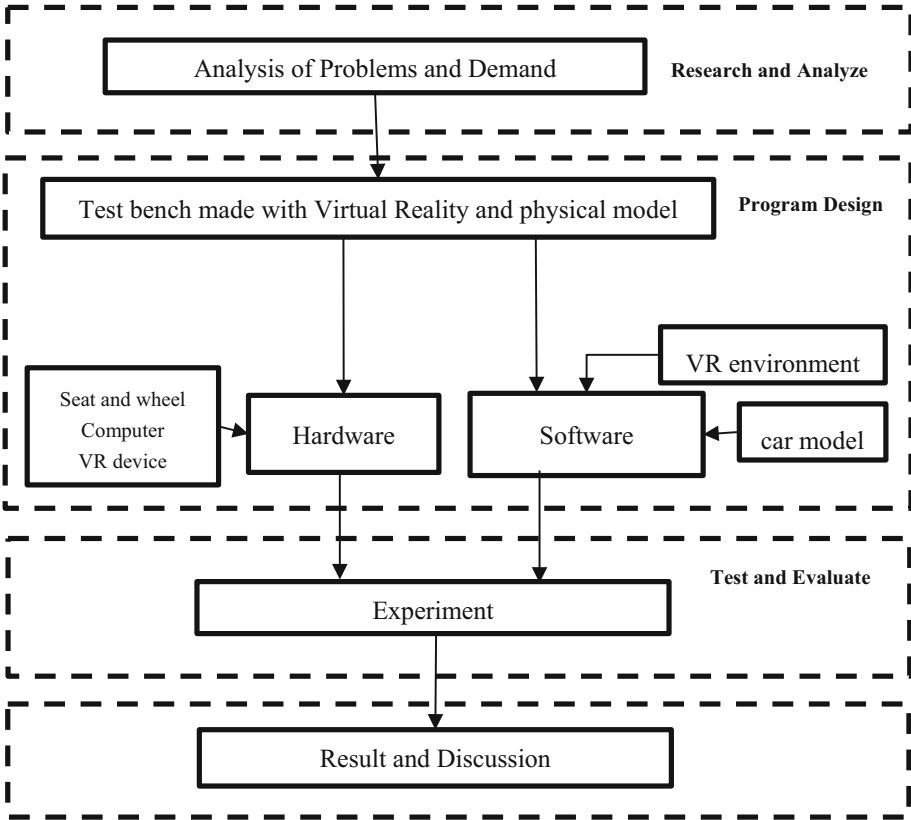 Analysis of Problems and Demand
Research and Analyze
Test bench made with Virtual Reality and physical model
Program Design
VR environment
Seat and wheel
Computer
VR device
Hardware
Software
car model
Test and Evaluate
Experiment
Result and Discussion